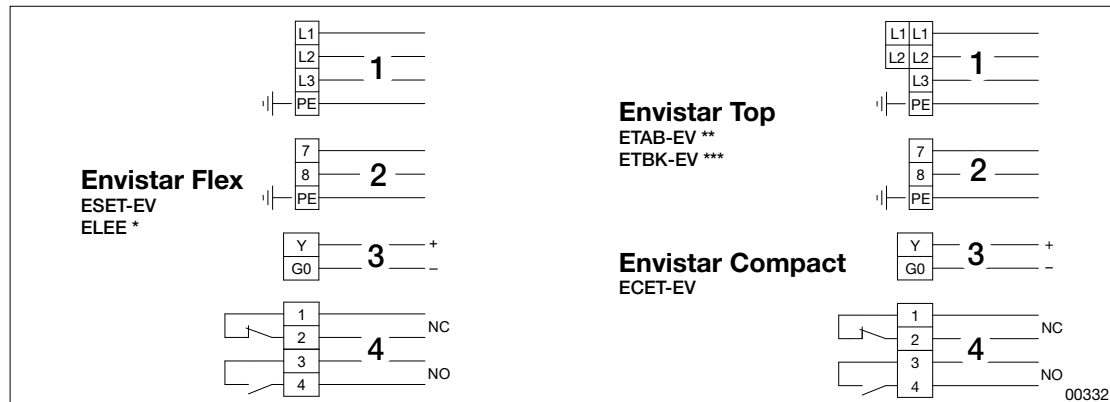 L1
L2
1
L3
PE
7
8
2
PE
Envistar Flex
ESET-EV
ELEE *
Y
3
+
G0
–
1
NC
2
4
3
NO
4
L1 L1
L2 L2
1
L3
PE
Envistar Top
ETAB-EV **
ETBK-EV ***
7
8
2
PE
Envistar Compact
ECET-EV
Y
3
+
G0
–
1
NC
2
4
3
NO
4
00332